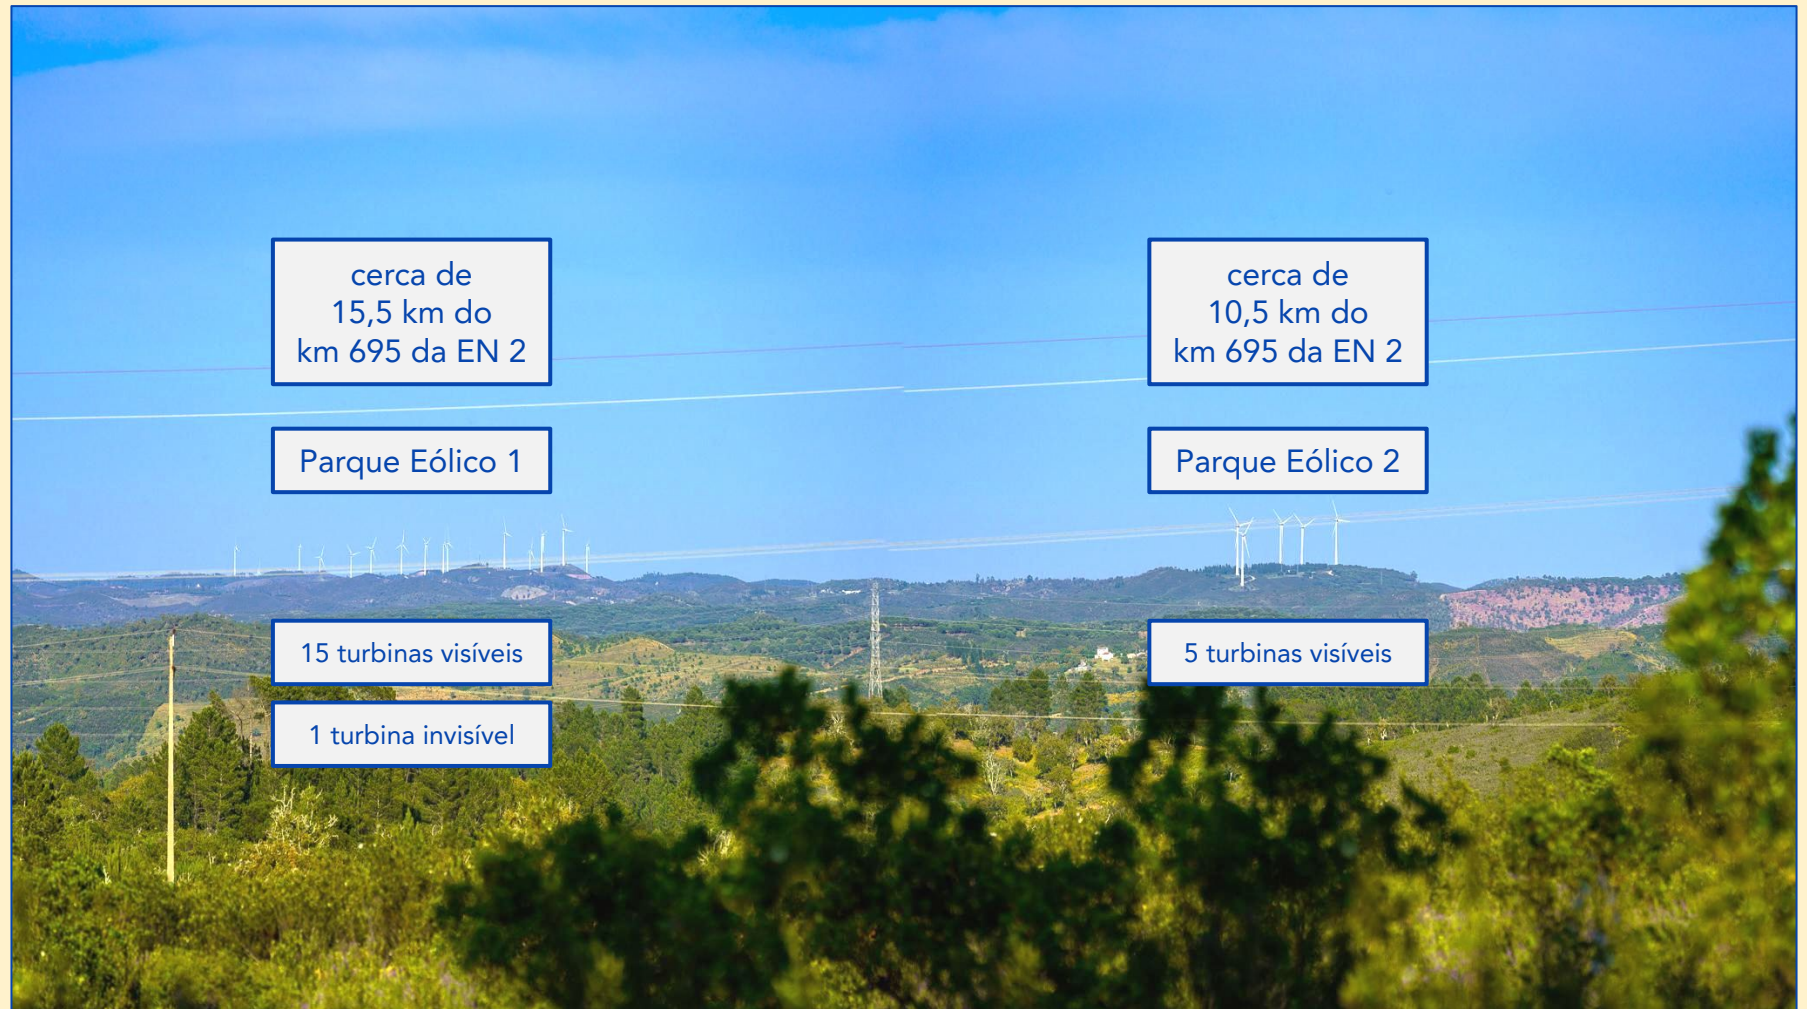 cerca de
15,5 km do
km 695 da EN 2
Parque Eólico 1
15 turbinas visíveis
1 turbina invisível
cerca de
10,5 km do
km 695 da EN 2
Parque Eólico 2
5 turbinas visíveis